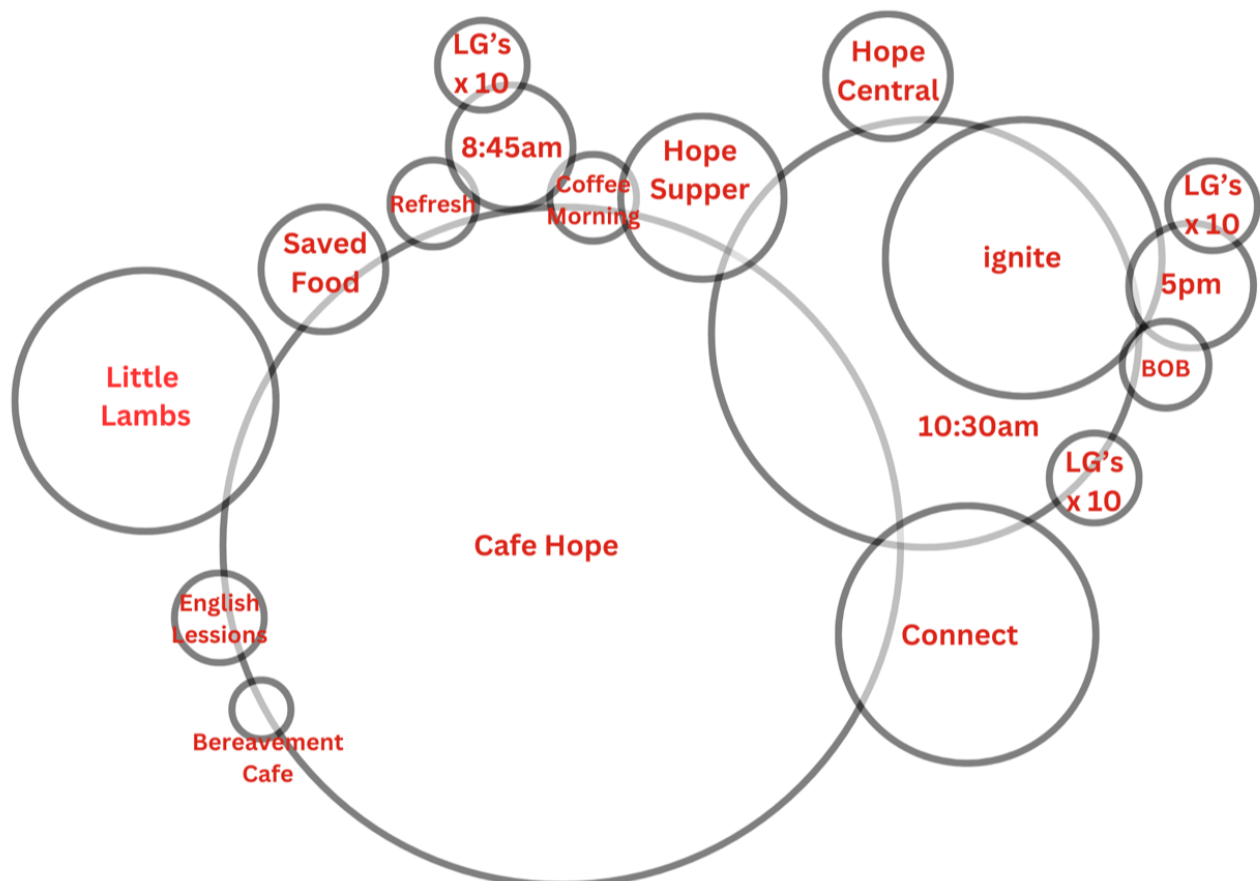 LG's
x 10
8:45am
Refresh
Coffee
Morning
Hope
Supper
Hope
Central
ignite
LG's
x 10
5pm
BOB
10:30am
LG's
x 10
Saved
Food
Little
Lambs
Cafe Hope
Connect
English
Lessions
Bereavement
Cafe